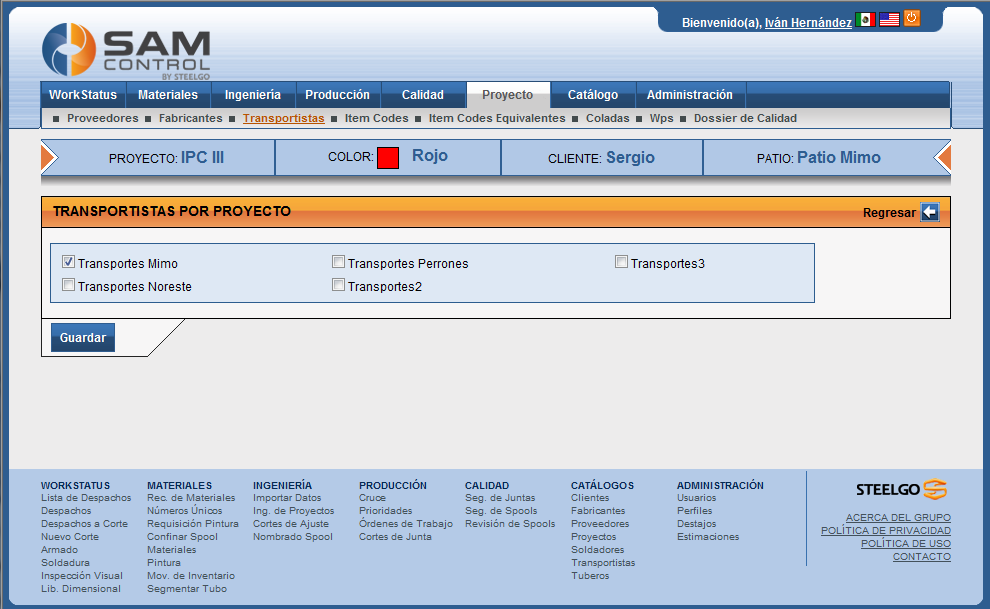 Bienvenido(a), Iván Hernández
SAM
CONTROL
BY STEELGO
WorkStatus Materiales Ingeniería Producción Calidad Proyecto Catálogo Administración
Proveedores Fabricantes Transportistas Item Codes Item Codes Equivalentes Coladas Wps Dossier de Calidad
PROYECTO: IPC III COLOR: Rojo CLIENTE: Sergio PATIO: Patio Mimo
TRANSPORTISTAS POR PROYECTO Regresar
Transportes Mimo Transportes Perrones Transportes3
Transportes Noreste Transportes2
Guardar
WORKSTATUS
Lista de Despachos
Despachos
Despachos a Corte
Nuevo Corte
Armado
Soldadura
Inspección Visual
Lib. Dimensional
MATERIALES
Rec. de Materiales
Números Únicos
Requisición Pintura
Confinar Spool
Materiales
Pintura
Mov. de Inventario
Segmentar Tubo
INGENIERÍA
Importar Datos
Ing. de Proyectos
Cortes de Ajuste
Nombrado Spool
PRODUCCIÓN
Cruce
Prioridades
Órdenes de Trabajo
Cortes de Junta
CALIDAD
Seg. de Juntas
Seg. de Spools
Revisión de Spools
CATÁLOGOS
Clientes
Fabricantes
Proveedores
Proyectos
Soldadores
Transportistas
Tuberos
ADMINISTRACIÓN
Usuarios
Perfiles
Destajos
Estimaciones
STEELGO
ACERCA DEL GRUPO
POLÍTICA DE PRIVACIDAD
POLÍTICA DE USO
CONTACTO